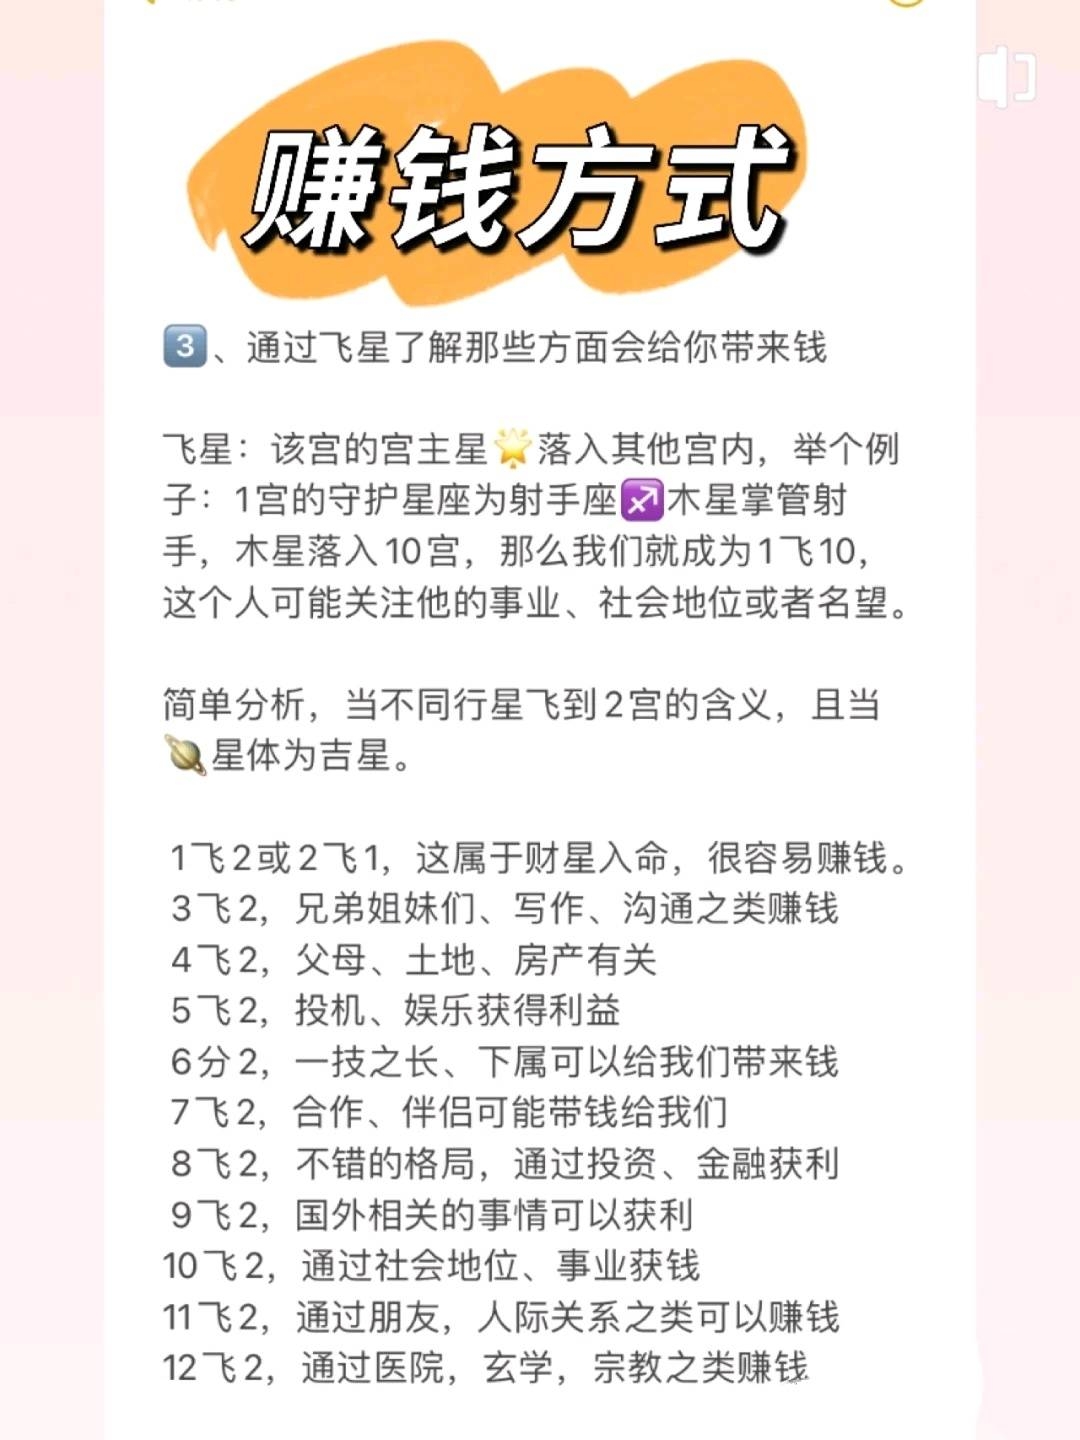 赚钱方式
3️⃣、通过飞星了解那些方面会给你带来钱
飞星：该宫的宫主星🌟落入其他宫内，举个例
子：1宫的守护星座为射手座♐木星掌管射
手，木星落入10宫，那么我们就成为1飞10，
这个人可能关注他的事业、社会地位或者名望。
简单分析，当不同行星飞到2宫的含义，且当
🪐星体为吉星。
1飞2或2飞1，这属于财星入命，很容易赚钱。
3飞2，兄弟姐妹们、写作、沟通之类赚钱
4飞2，父母、土地、房产有关
5飞2，投机、娱乐获得利益
6分2，一技之长、下属可以给我们带来钱
7飞2，合作、伴侣可能带钱给我们
8飞2，不错的格局，通过投资、金融获利
9飞2，国外相关的事情可以获利
10飞2，通过社会地位、事业获钱
11飞2，通过朋友，人际关系之类可以赚钱
12飞2，通过医院，玄学，宗教之类赚钱